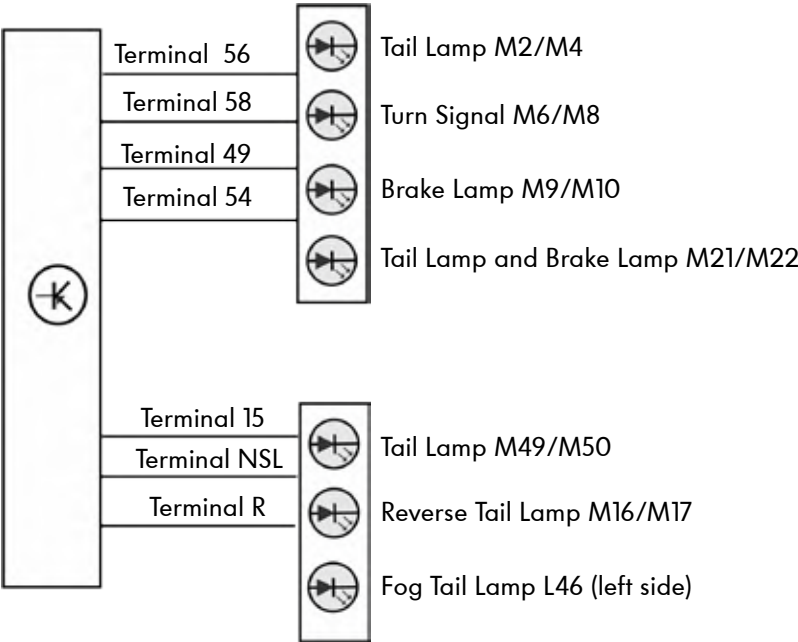 Terminal 56
Tail Lamp M2/M4
Terminal 58
Turn Signal M6/M8
Terminal 49
Terminal 54
Brake Lamp M9/M10
Tail Lamp and Brake Lamp M21/M22
Terminal 15
Tail Lamp M49/M50
Terminal NSL
Terminal R
Reverse Tail Lamp M16/M17
Fog Tail Lamp L46 (left side)